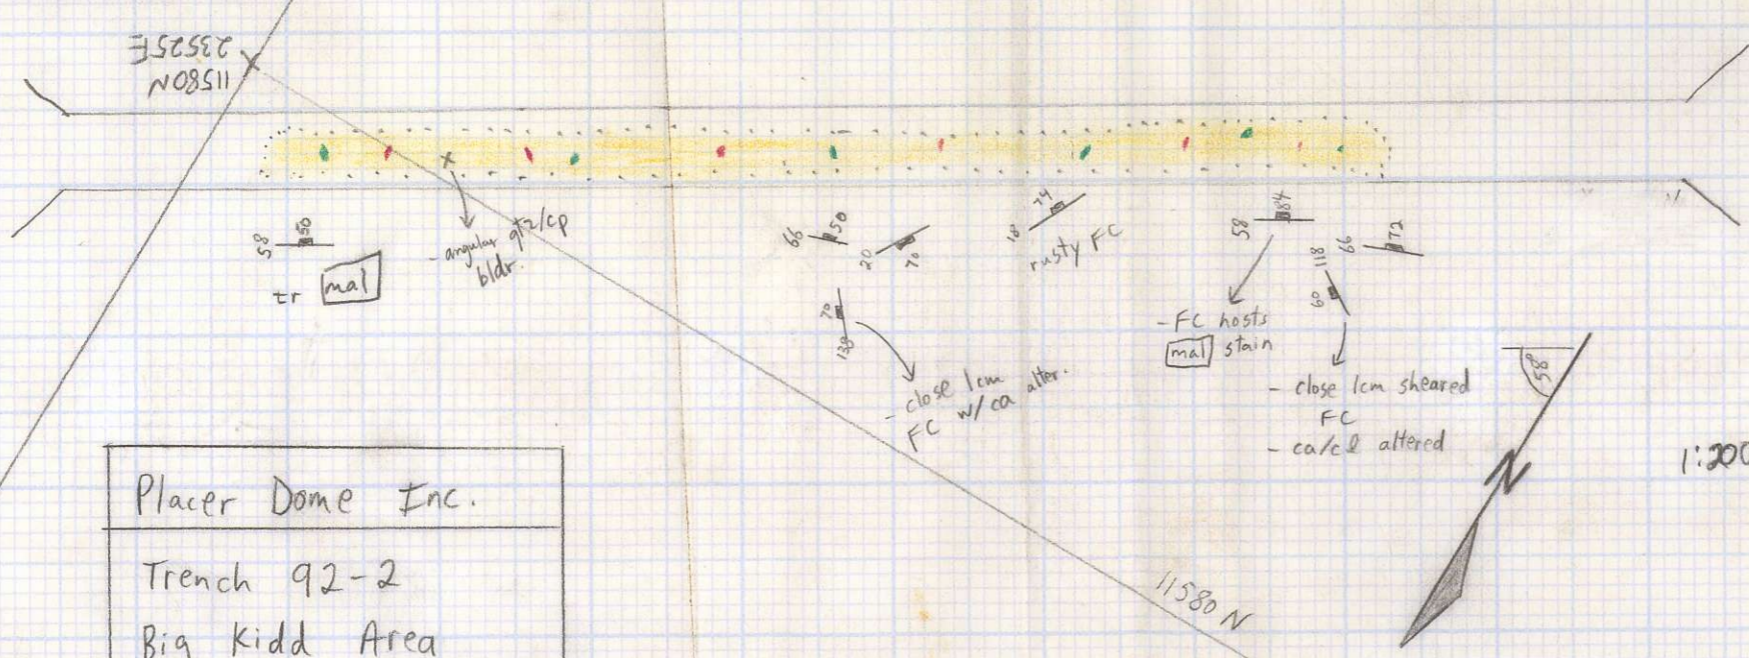 23525E
11580N
58 50
tr mal
- angular qtz/cp
bldr.
66 50
20 70
18 74
rusty FC
70 138
- close 1cm
FC w/ca alter.
58 84
- FC hosts
mal stain
118 60
66 72
- close 1cm sheared
FC
- ca/cl altered
58
N
1:200
11580 N
Placer Dome Inc.
Trench 92-2
Big Kidd Area